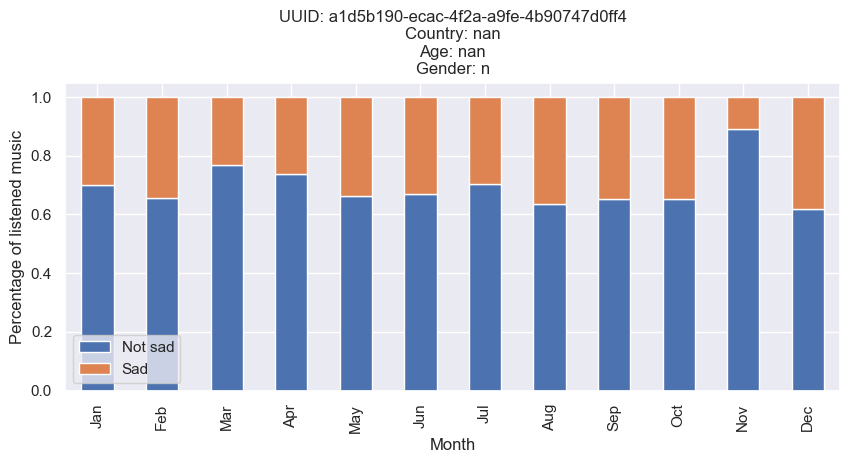 UUID: a1d5b190-ecac-4f2a-a9fe-4b90747d0ff4
Country: nan
Age: nan
Gender: n
Percentage of listened music
1.0
0.8
0.6
0.4
0.2
0.0
Not sad
Sad
Jan Feb Mar Apr May Jun Jul Aug Sep Oct Nov Dec
Month